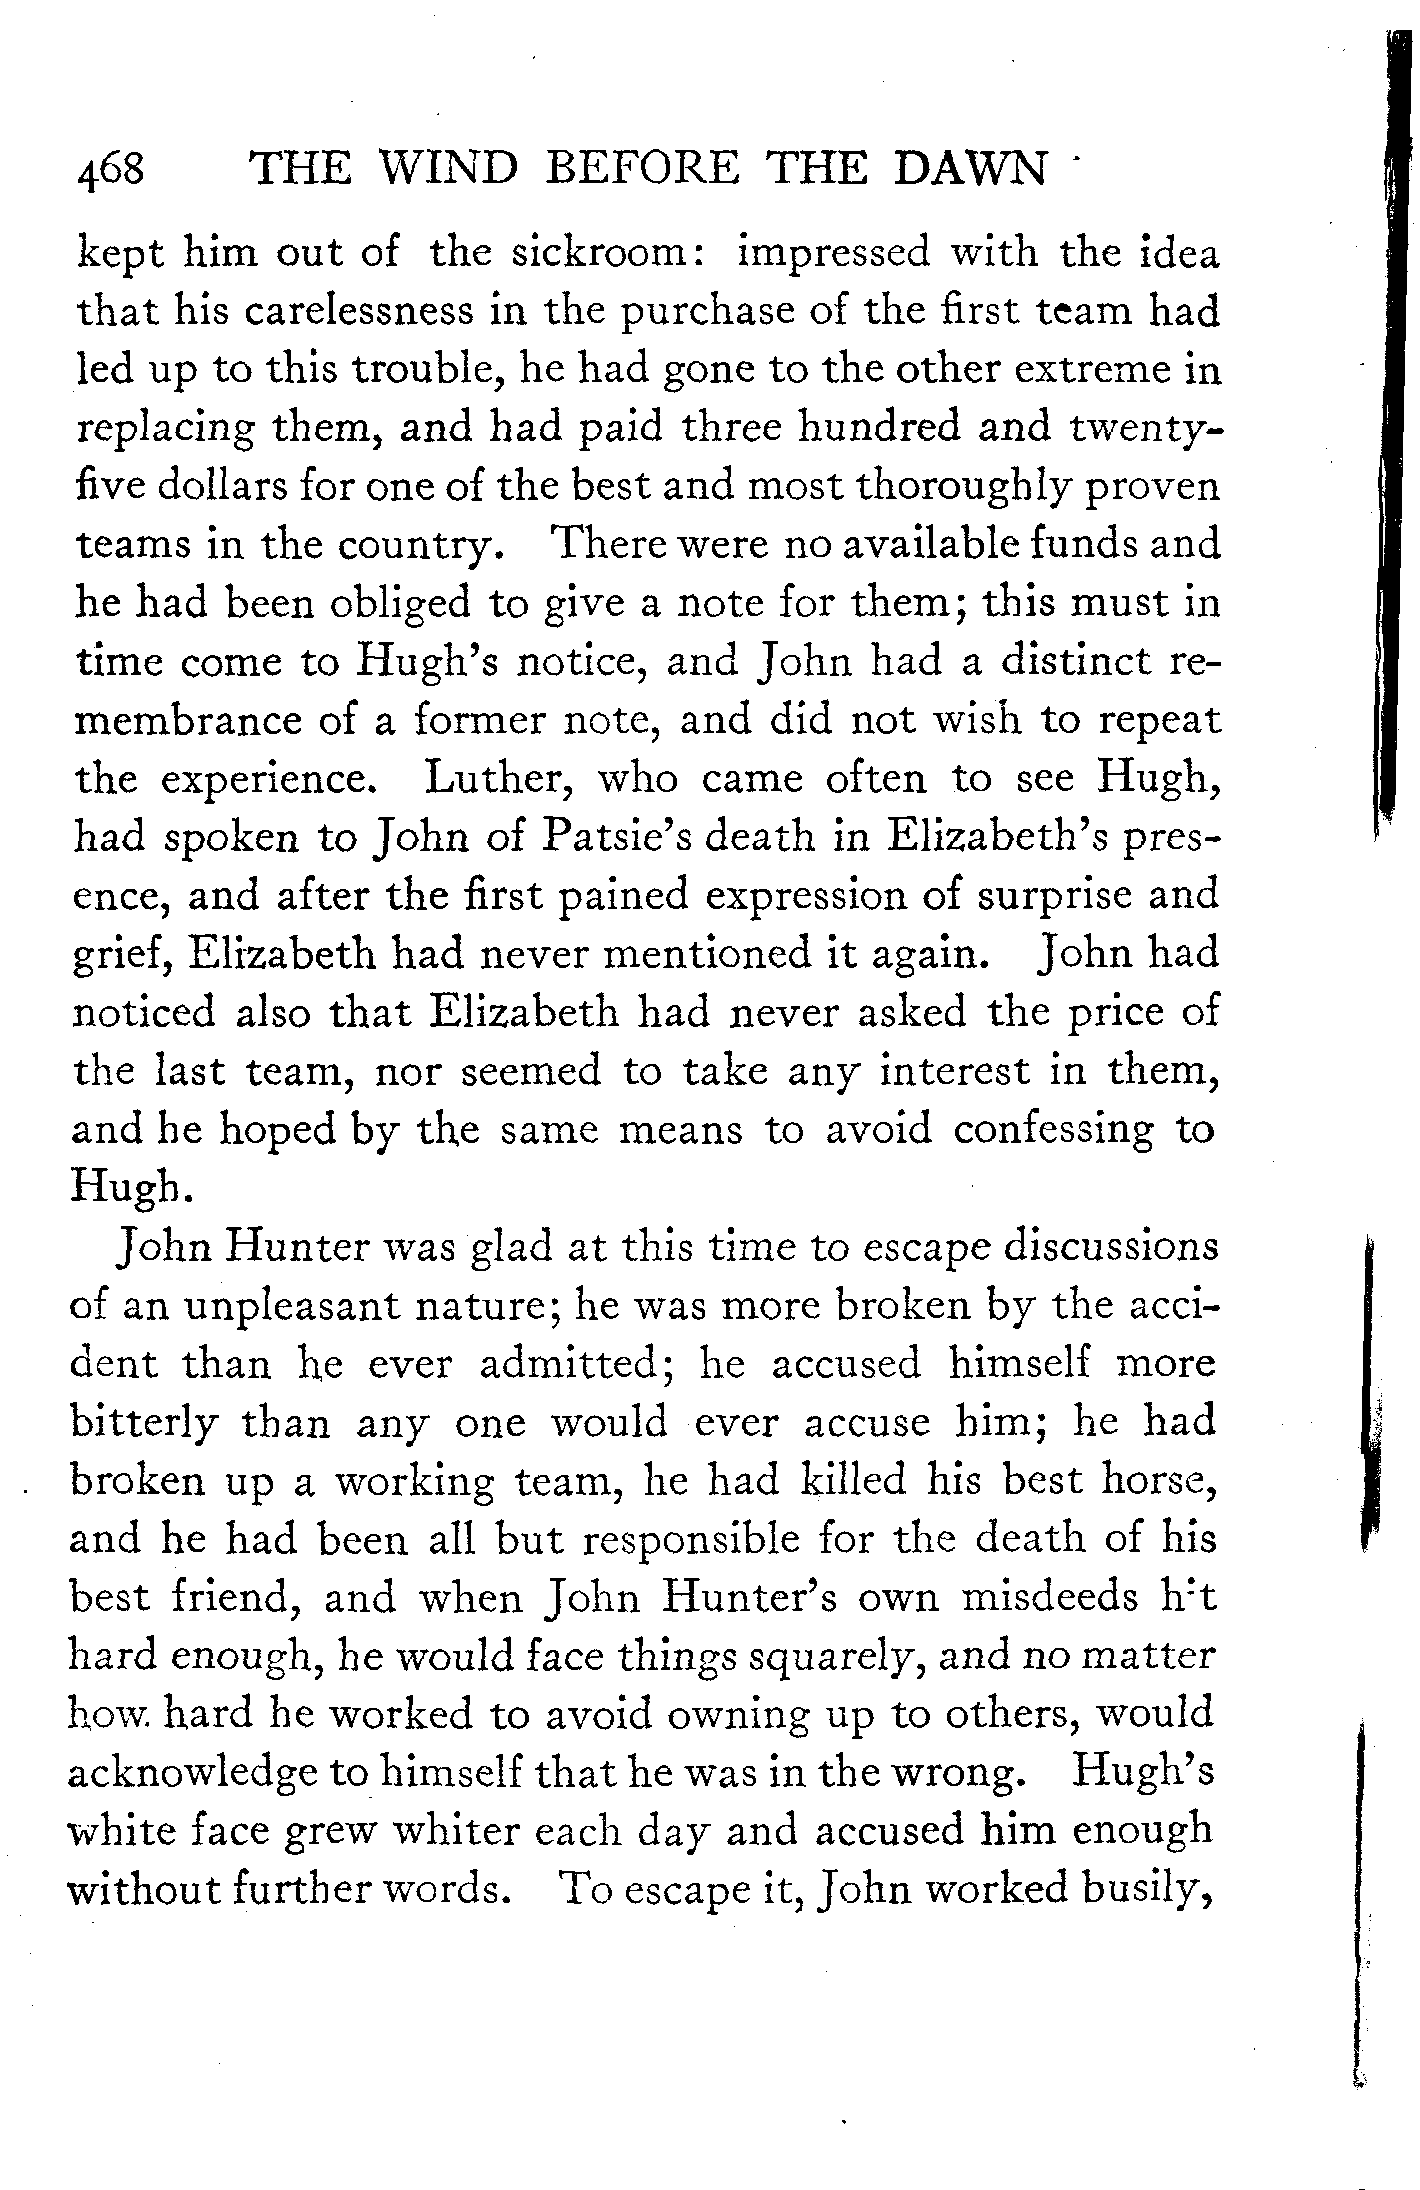 468 THE WIND BEFORE THE DAWN
kept him out of the sickroom: impressed with the idea
that his carelessness in the purchase of the first team had
led up to this trouble, he had gone to the other extreme in
replacing them, and had paid three hundred and twenty-
five dollars for one of the best and most thoroughly proven
teams in the country. There were no available funds and
he had been obliged to give a note for them; this must in
time come to Hugh's notice, and John had a distinct re-
membrance of a former note, and did not wish to repeat
the experience. Luther, who came often to see Hugh,
had spoken to John of Patsie's death in Elizabeth's pres-
ence, and after the first pained expression of surprise and
grief, Elizabeth had never mentioned it again. John had
noticed also that Elizabeth had never asked the price of
the last team, nor seemed to take any interest in them,
and he hoped by the same means to avoid confessing to
Hugh.
John Hunter was glad at this time to escape discussions
of an unpleasant nature; he was more broken by the acci-
dent than he ever admitted; he accused himself more
bitterly than any one would ever accuse him; he had
broken up a working team, he had killed his best horse,
and he had been all but responsible for the death of his
best friend, and when John Hunter's own misdeeds hit
hard enough, he would face things squarely, and no matter
how hard he worked to avoid owning up to others, would
acknowledge to himself that he was in the wrong. Hugh's
white face grew whiter each day and accused him enough
without further words. To escape it, John worked busily,